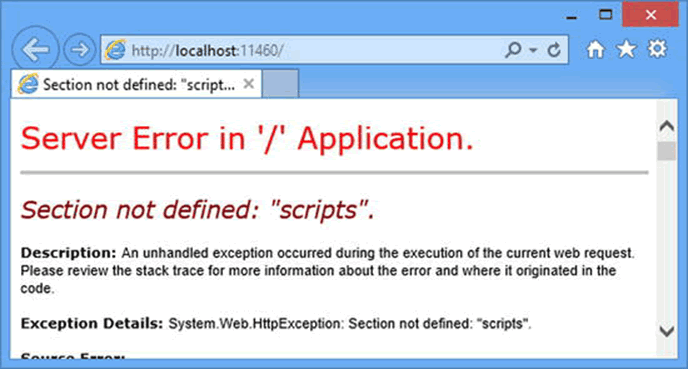 http://localhost:11460/
Section not defined: "script...
Server Error in '/' Application.
Section not defined: "scripts".
Description: An unhandled exception occurred during the execution of the current web request.
Please review the stack trace for more information about the error and where it originated in the
code.
Exception Details: System.Web.HttpException: Section not defined: "scripts".
Source Error: